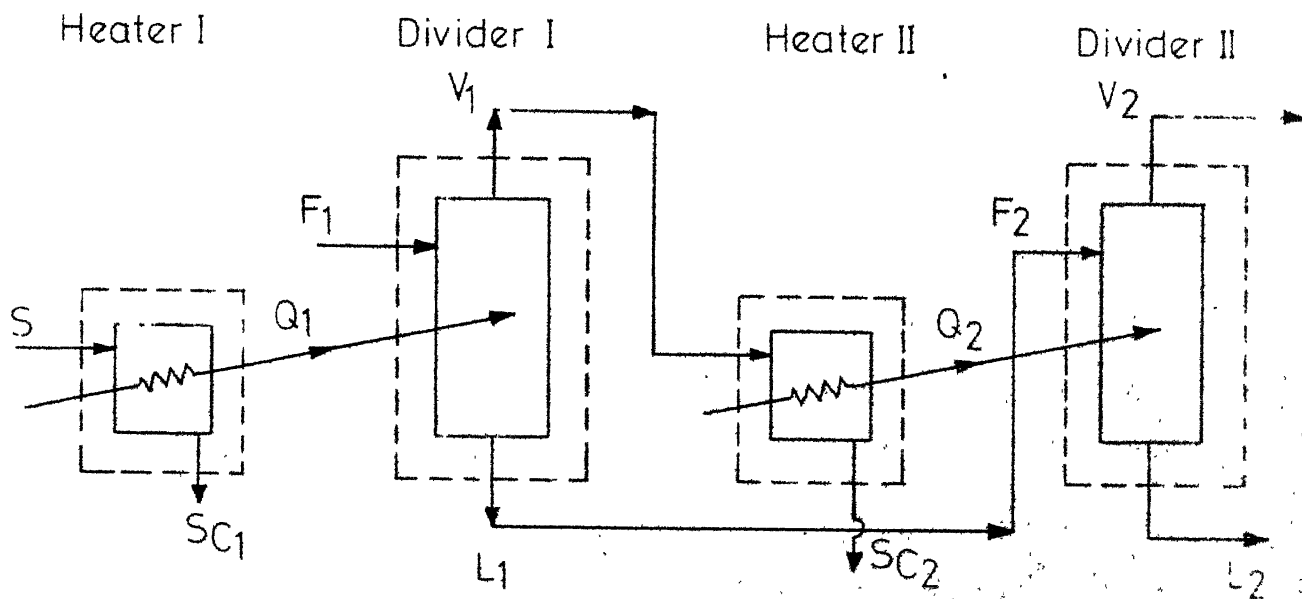 Heater I
Divider I
Heater II
Divider II
V1
V2
F1
F2
S
Q1
Q2
SC1
L1
SC2
L2